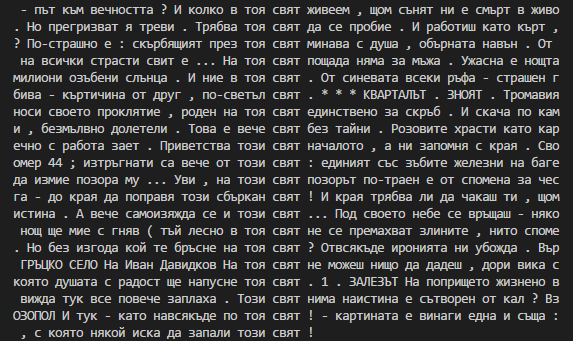 - път към вечността ? И колко в тоя свят живеем , щом сънят ни е смърт в живо
. Но прегризват я треви . Трябва тоя свят да се пробие . И работиш като кърт ,
? По-страшно е : скърбящият през тоя свят минава с душа , обърната навън . От
на всички страсти свит е ... На тоя свят пощада няма за мъжа . Ужасна е нощта
милиони озъбени слънца . И ние в тоя свят . От синевата всеки ръфа - страшен г
бива - къртичина от друг , по-светъл свят . * * * КВАРТАЛЪТ . ЗНОЯТ . Тромавия
носи своето проклятие , роден на тоя свят единствено за скръб . И скача по кам
и , безмълвно долетели . Това е вече свят без тайни . Розовите храсти като кар
ечно с работа зает . Приветства този свят началото , а ни запомня с края . Сво
омер 44 ; изтръгнати са вече от този свят : единият със зъбите железни на баге
да измие позора му ... Уви , на този свят позорът по-траен е от спомена за чес
га - до края да поправя този сбъркан свят ! И края трябва ли да чакаш ти , щом
истина . А вече самоизяжда се и този свят ... Под своето небе се връщаш - няко
нощ ще мие с гняв ( тъй лесно в тоя свят не се премахват злините , нито споме
. Но без изгода кой те бръсне на тоя свят ? Отвсякъде иронията ни убожда . Вър
ГРЪЦКО СЕЛО На Иван Давидков На тоя свят не можеш нищо да дадеш , дори вика с
която душата с радост ще напусне тоя свят . 1 . ЗАЛЕЗЪТ На попрището жизнено в
вижда тук все повече заплаха . Този свят нима наистина е сътворен от кал ? Вз
ОЗОПОЛ И тук - като навсякъде по тоя свят ! - картината е винаги една и съща :
, с която някой иска да запали този свят !